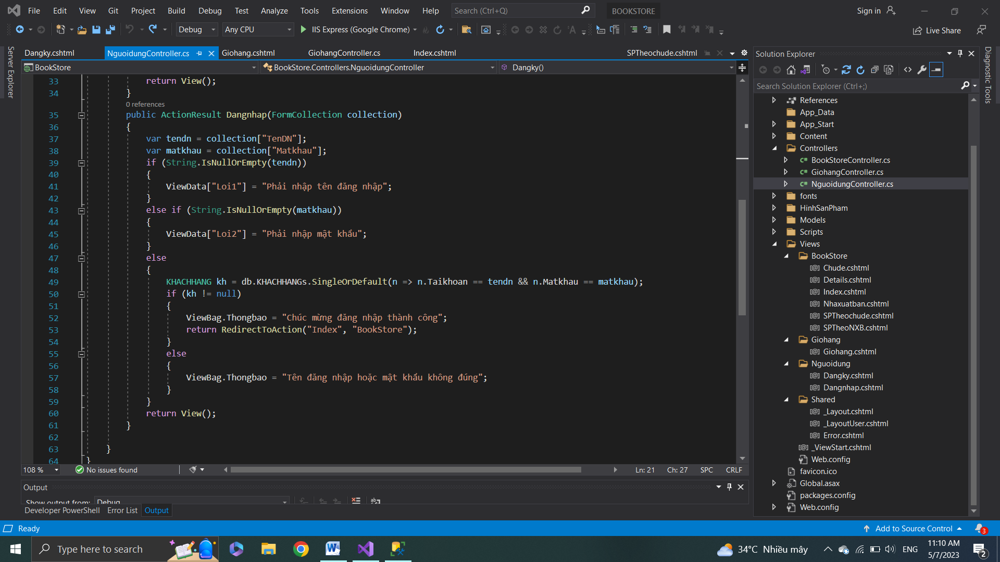 File Edit View Git Project Build Debug Test Analyze Tools Extensions Window Help Search (Ctrl+Q) BOOKSTORE Sign in
Debug Any CPU IIS Express (Google Chrome) Live Share
Server Explorer
Dangky.cshtml NguoidungController.cs Giohang.cshtml GiohangController.cs Index.cshtml SPTheochude.cshtml
BookStore BookStore.Controllers.NguoidungController Dangky()
33 return View();
34 }
0 references
35 public ActionResult Dangnhap(FormCollection collection)
36 {
37 var tendn = collection["TenDN"];
38 var matkhau = collection["Matkhau"];
39 if (String.IsNullOrEmpty(tendn))
40 {
41 ViewData["Loi1"] = "Phải nhập tên đăng nhập";
42 }
43 else if (String.IsNullOrEmpty(matkhau))
44 {
45 ViewData["Loi2"] = "Phải nhập mật khẩu";
46 }
47 else
48 {
49 KHACHHANG kh = db.KHACHHANGs.SingleOrDefault(n => n.Taikhoan == tendn && n.Matkhau == matkhau);
50 if (kh != null)
51 {
52 ViewBag.Thongbao = "Chúc mừng đăng nhập thành công";
53 return RedirectToAction("Index", "BookStore");
54 }
55 else
56 {
57 ViewBag.Thongbao = "Tên đăng nhập hoặc mật khẩu không đúng";
58 }
59 }
60 return View();
61 }
62
63 }
64 }
108 % No issues found Ln: 21 Ch: 27 SPC CRLF
Output
Show output from: Debug
Developer PowerShell Error List Output
Solution Explorer
Search Solution Explorer (Ctrl+;)
References
App_Data
App_Start
Content
Controllers
C# BookStoreController.cs
C# GiohangController.cs
C# NguoidungController.cs
fonts
HinhSanPham
Models
Scripts
Views
BookStore
[@] Chude.cshtml
[@] Details.cshtml
[@] Index.cshtml
[@] Nhaxuatban.cshtml
[@] SPTheochude.cshtml
[@] SPTheoNXB.cshtml
Giohang
[@] Giohang.cshtml
Nguoidung
[@] Dangky.cshtml
[@] Dangnhap.cshtml
Shared
[@] _Layout.cshtml
[@] _LayoutUser.cshtml
[@] Error.cshtml
[@] _ViewStart.cshtml
Web.config
favicon.ico
Global.asax
packages.config
Web.config
Diagnostic Tools
Ready Add to Source Control 3
Type here to search 34°C Nhiều mây ENG 11:10 AM
5/7/2023 2